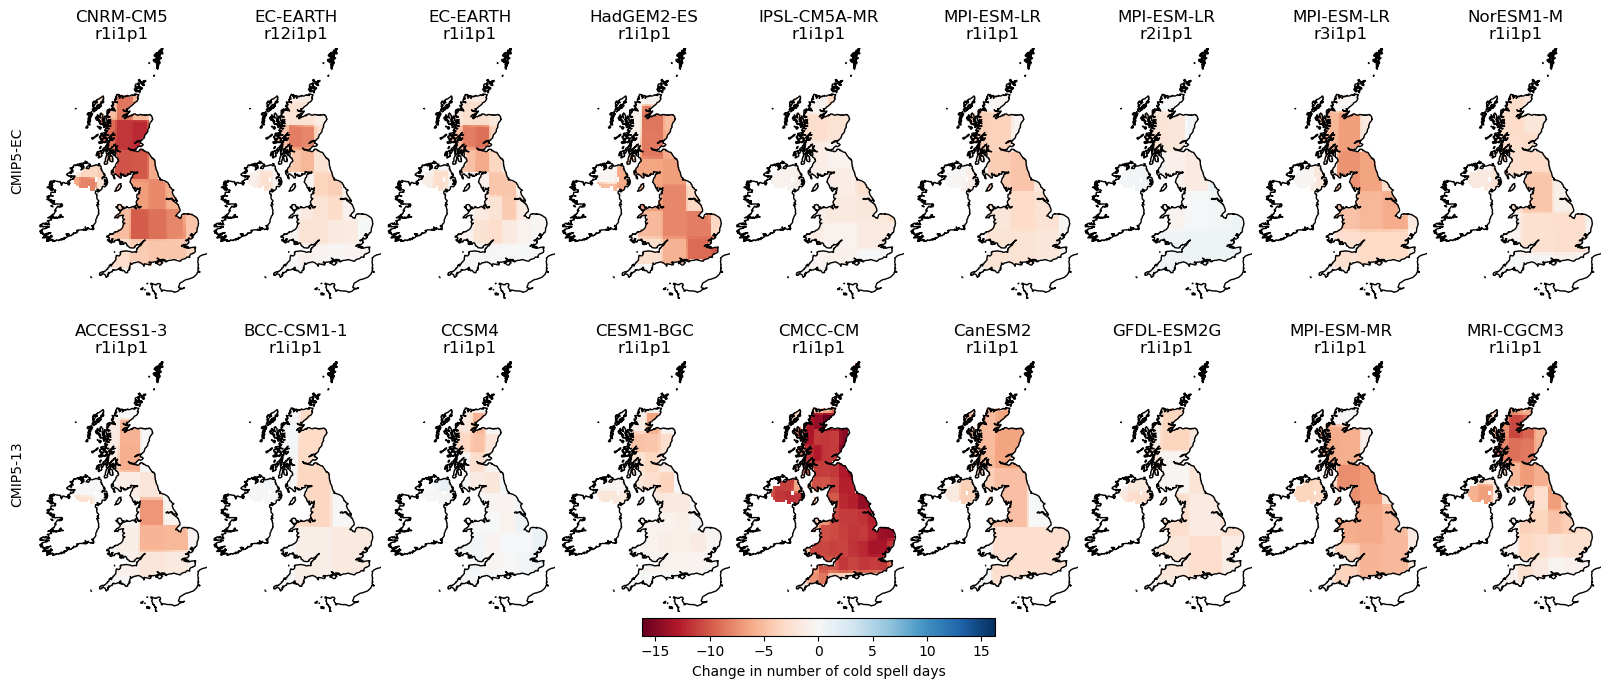 CNRM-CM5 EC-EARTH EC-EARTH HadGEM2-ES IPSL-CM5A-MR MPI-ESM-LR MPI-ESM-LR MPI-ESM-LR NorESM1-M
r1i1p1 r12i1p1 r1i1p1 r1i1p1 r1i1p1 r1i1p1 r2i1p1 r3i1p1 r1i1p1
CMIP5-EC
ACCESS1-3 BCC-CSM1-1 CCSM4 CESM1-BGC CMCC-CM CanESM2 GFDL-ESM2G MPI-ESM-MR MRI-CGCM3
r1i1p1 r1i1p1 r1i1p1 r1i1p1 r1i1p1 r1i1p1 r1i1p1 r1i1p1 r1i1p1
CMIP5-13
−15 −10 −5 0 5 10 15
Change in number of cold spell days